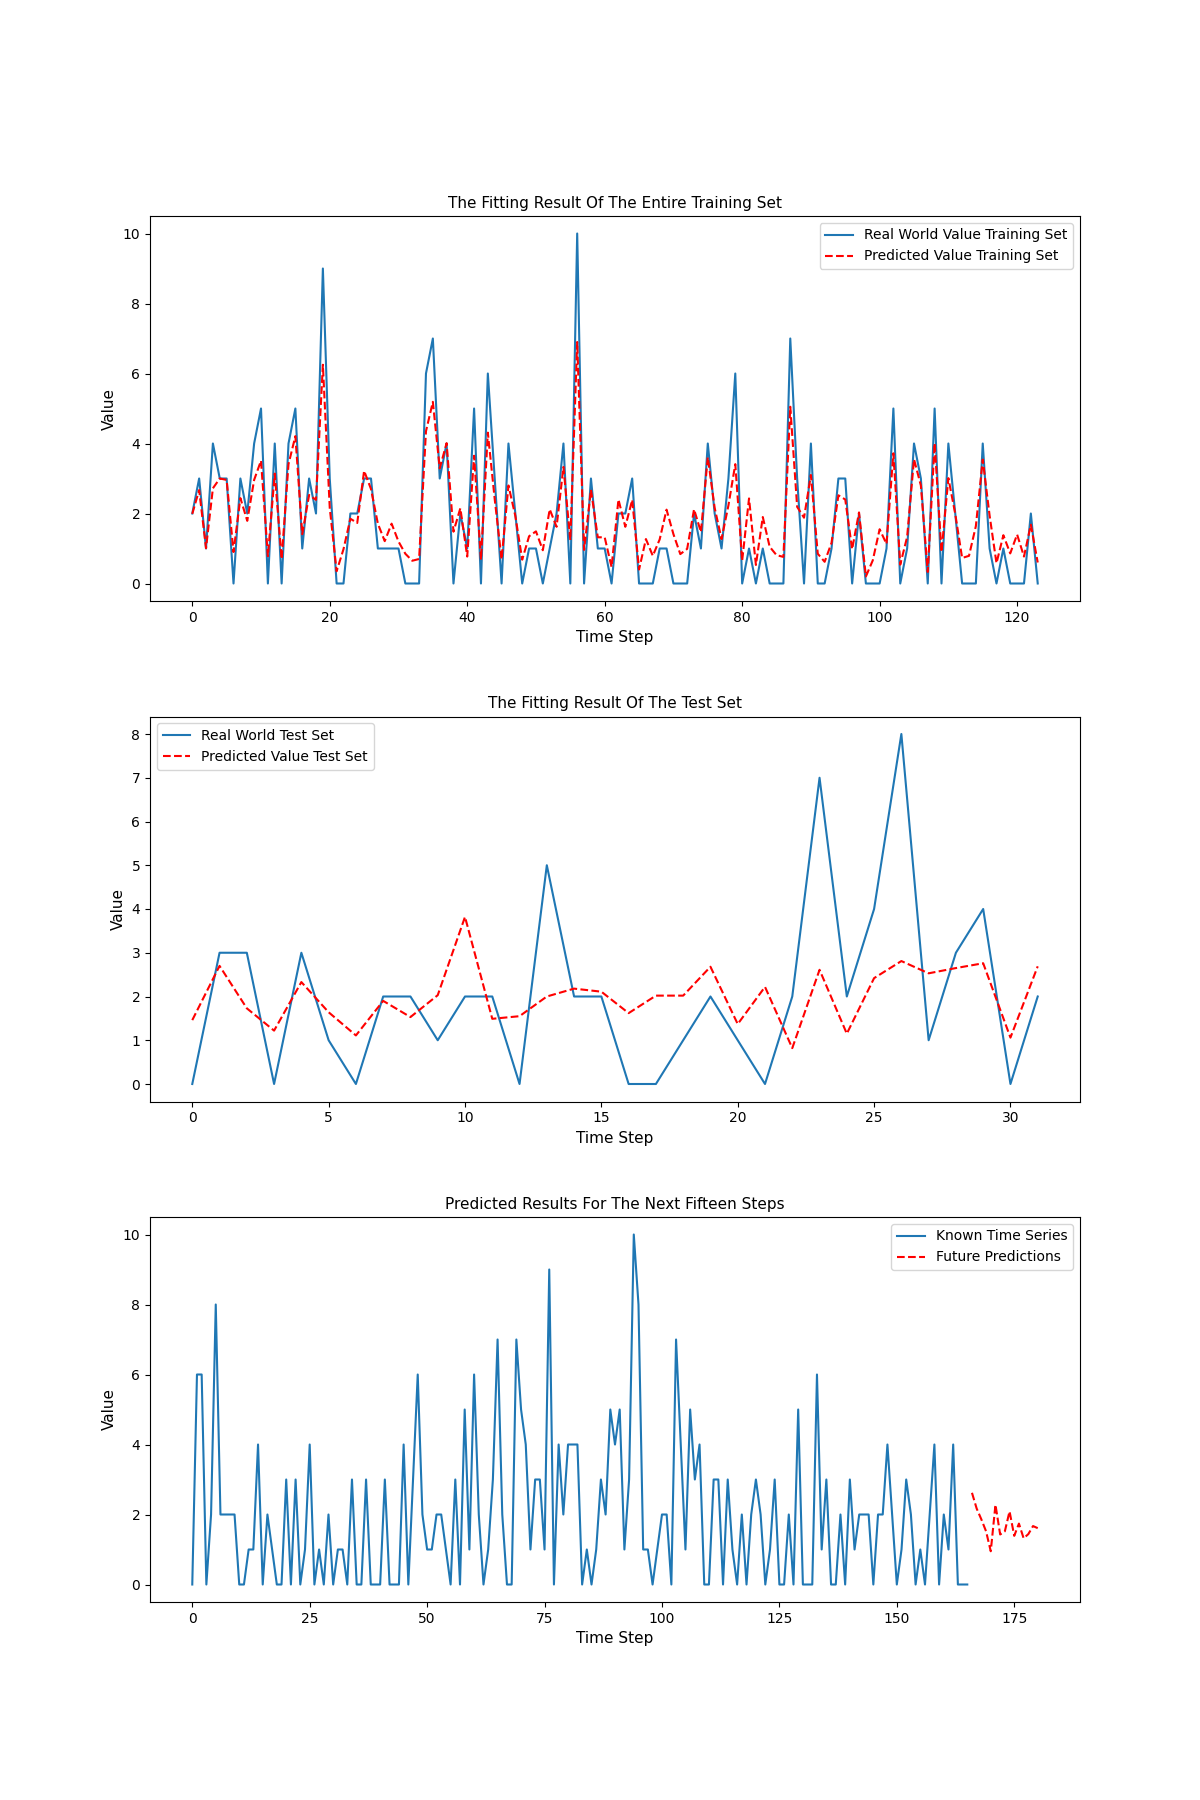 The Fitting Result Of The Entire Training Set
Real World Value Training Set
Predicted Value Training Set
Value
10
8
6
4
2
0
0 20 40 60 80 100 120
Time Step
The Fitting Result Of The Test Set
Real World Test Set
Predicted Value Test Set
Value
8
7
6
5
4
3
2
1
0
0 5 10 15 20 25 30
Time Step
Predicted Results For The Next Fifteen Steps
Known Time Series
Future Predictions
Value
10
8
6
4
2
0
0 25 50 75 100 125 150 175
Time Step